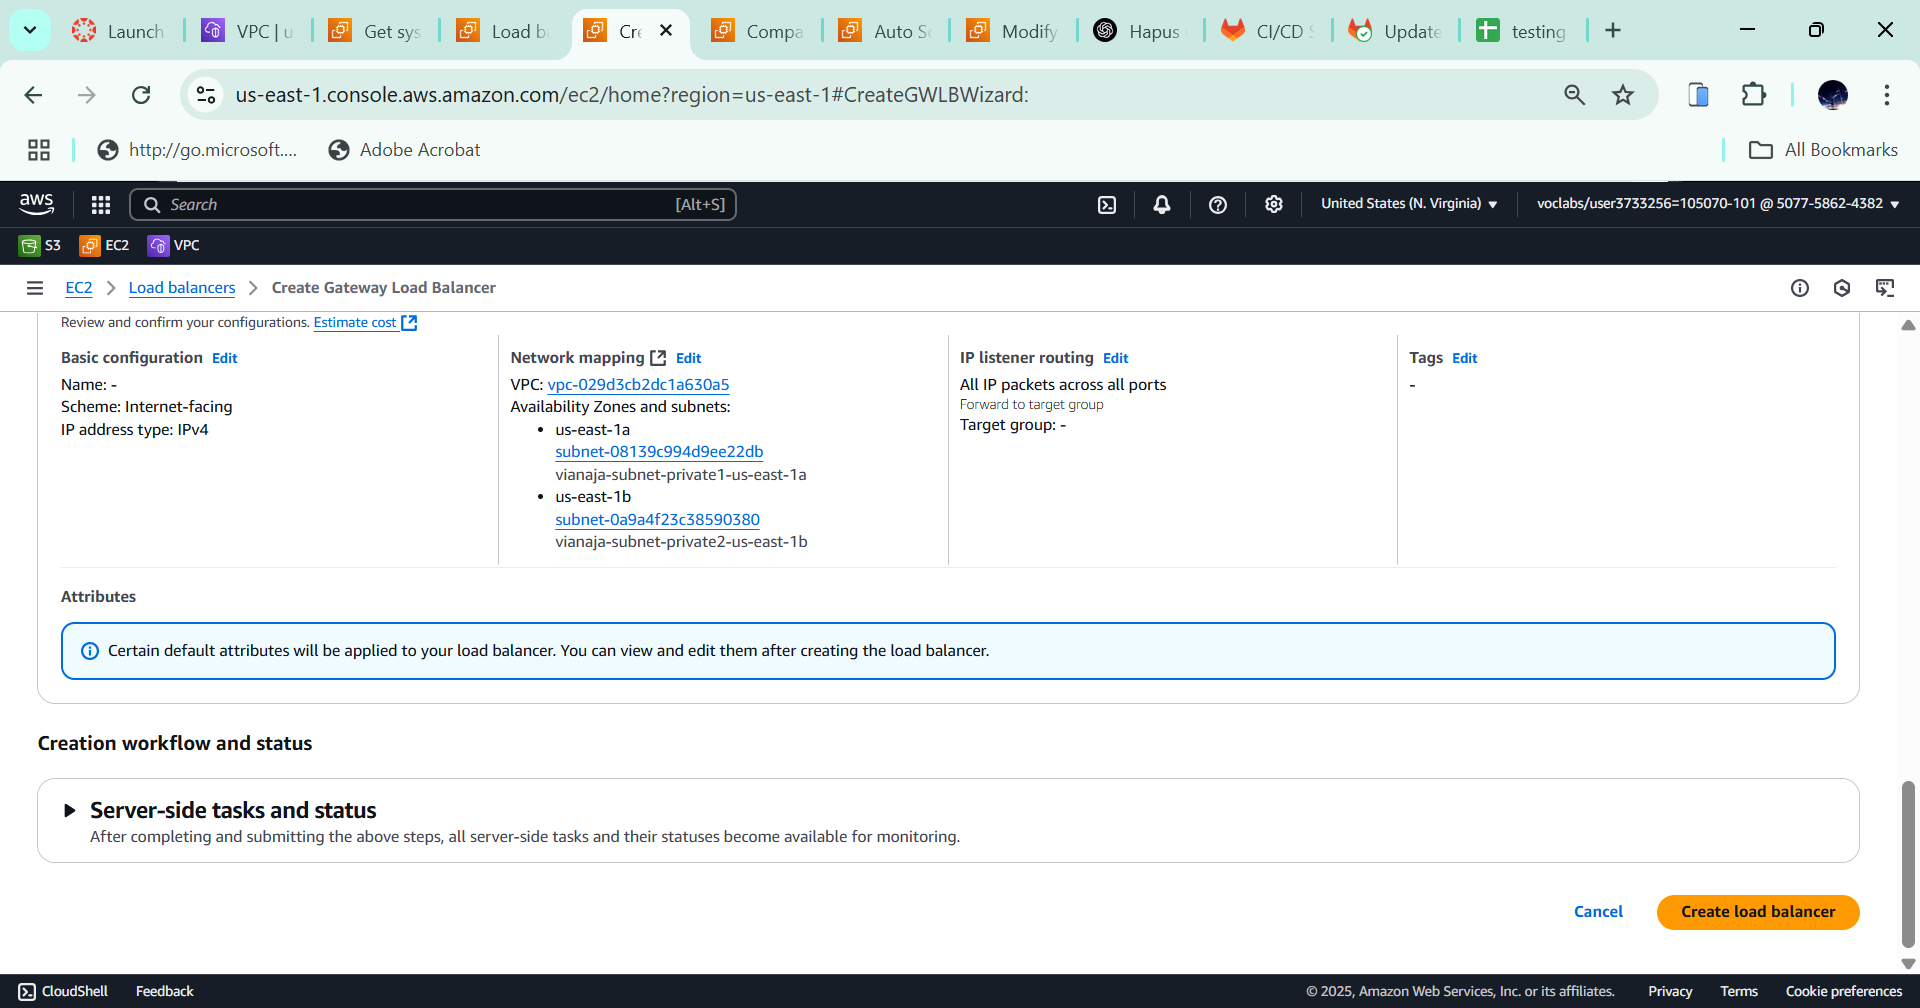 Launch
VPC | u
Get sys
Load b
Cre
Compa
Auto Sc
Modify
Hapus
CI/CD S
Update
testing
us-east-1.console.aws.amazon.com/ec2/home?region=us-east-1#CreateGWLBWizard:
http://go.microsoft....
Adobe Acrobat
All Bookmarks
aws
Search
[Alt+S]
United States (N. Virginia)
voclabs/user3733256=105070-101 @ 5077-5862-4382
S3
EC2
VPC
EC2
Load balancers
Create Gateway Load Balancer
Review and confirm your configurations. Estimate cost
Basic configuration Edit
Name: -
Scheme: Internet-facing
IP address type: IPv4
Network mapping Edit
VPC: vpc-029d3cb2dc1a630a5
Availability Zones and subnets:
• us-east-1a
subnet-08139c994d9ee22db
vianaja-subnet-private1-us-east-1a
• us-east-1b
subnet-0a9a4f23c38590380
vianaja-subnet-private2-us-east-1b
IP listener routing Edit
All IP packets across all ports
Forward to target group
Target group: -
Tags Edit
-
Attributes
Certain default attributes will be applied to your load balancer. You can view and edit them after creating the load balancer.
Creation workflow and status
Server-side tasks and status
After completing and submitting the above steps, all server-side tasks and their statuses become available for monitoring.
Cancel
Create load balancer
CloudShell
Feedback
© 2025, Amazon Web Services, Inc. or its affiliates.
Privacy
Terms
Cookie preferences